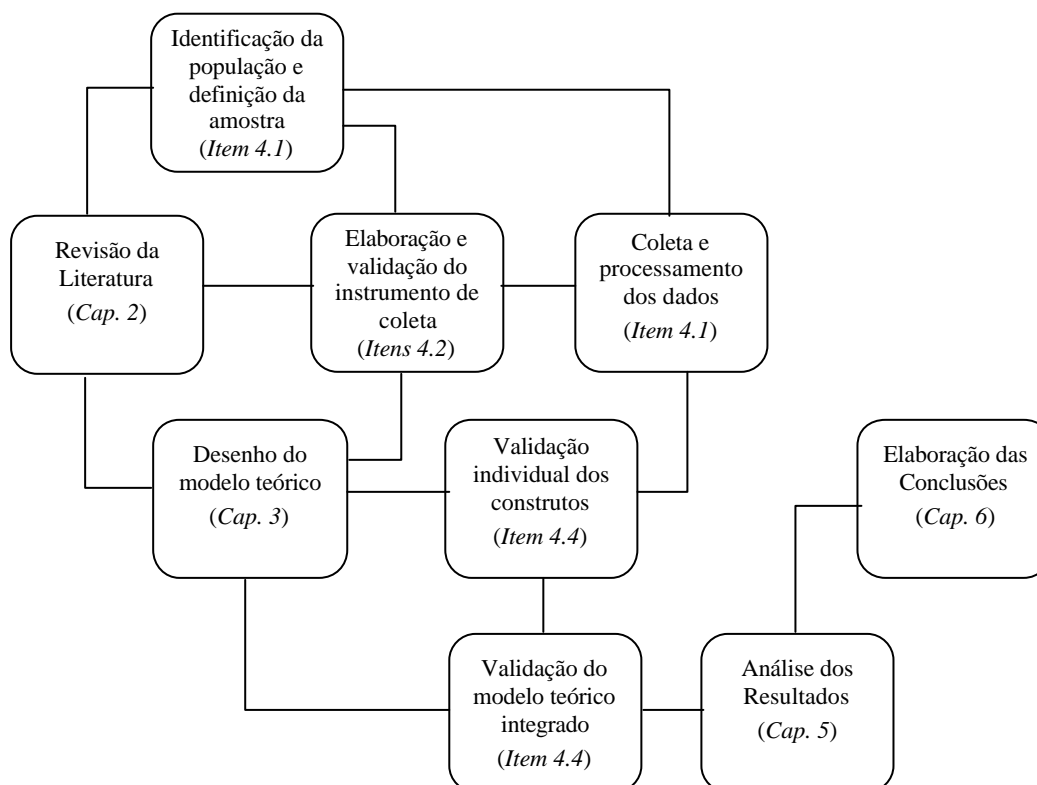 Identificação da
população e
definição da
amostra
(Item 4.1)
Revisão da
Literatura
(Cap. 2)
Elaboração e
validação do
instrumento de
coleta
(Itens 4.2)
Coleta e
processamento
dos dados
(Item 4.1)
Desenho do
modelo teórico
(Cap. 3)
Validação
individual dos
construtos
(Item 4.4)
Elaboração das
Conclusões
(Cap. 6)
Validação do
modelo teórico
integrado
(Item 4.4)
Análise dos
Resultados
(Cap. 5)